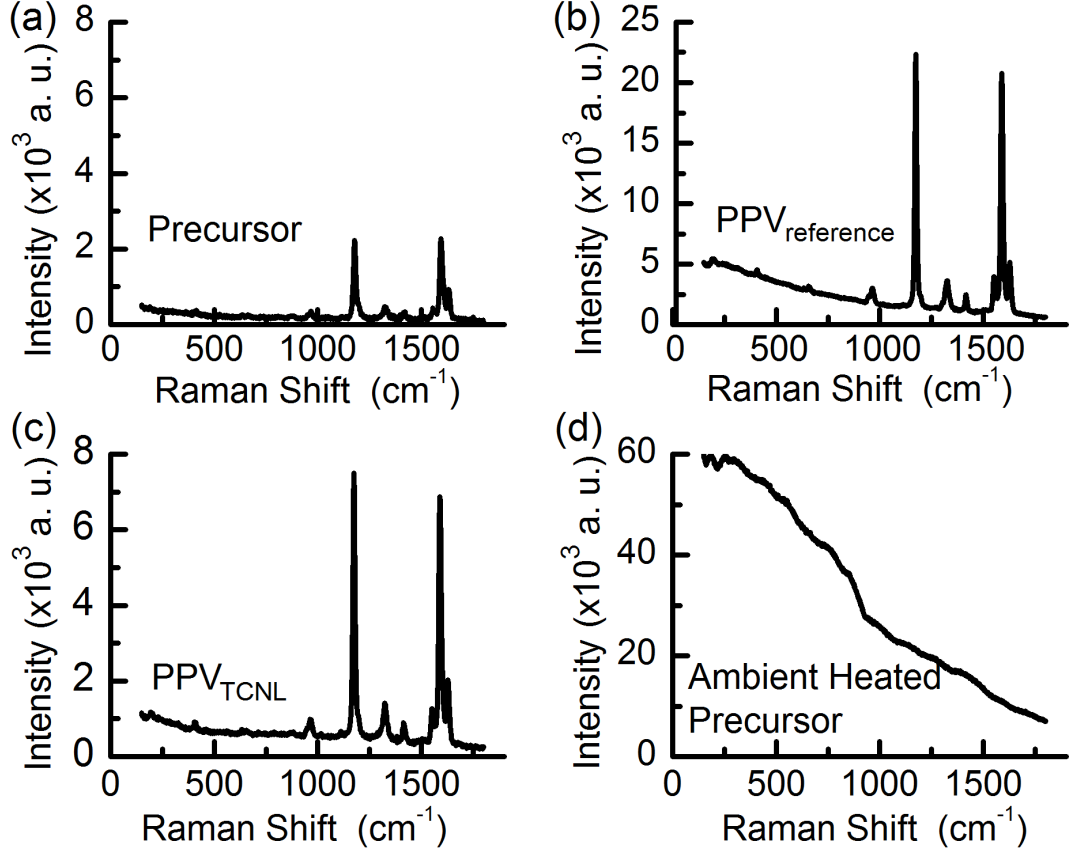 (a)
8
6
4
2
0
Intensity (x10³ a. u.)
Precursor
0 500 1000 1500
Raman Shift (cm⁻¹)
(b)
25
20
15
10
5
0
Intensity (x10³ a. u.)
PPVreference
0 500 1000 1500
Raman Shift (cm⁻¹)
(c)
8
6
4
2
0
Intensity (x10³ a. u.)
PPVTCNL
0 500 1000 1500
Raman Shift (cm⁻¹)
(d)
60
40
20
0
Intensity (x10³ a. u.)
Ambient Heated
Precursor
0 500 1000 1500
Raman Shift (cm⁻¹)